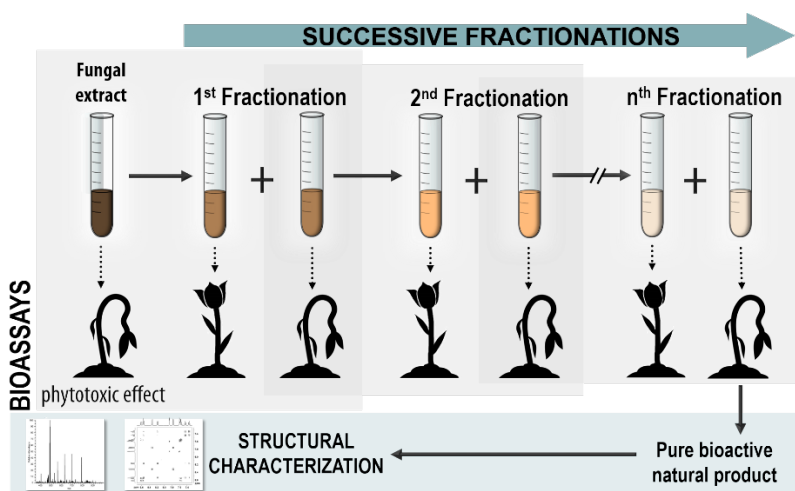 SUCCESSIVE FRACTIONATIONS
Fungal
extract
1st Fractionation
2nd Fractionation
nth Fractionation
+
+
+
BIOASSAYS
phytotoxic effect
STRUCTURAL
CHARACTERIZATION
Pure bioactive
natural product